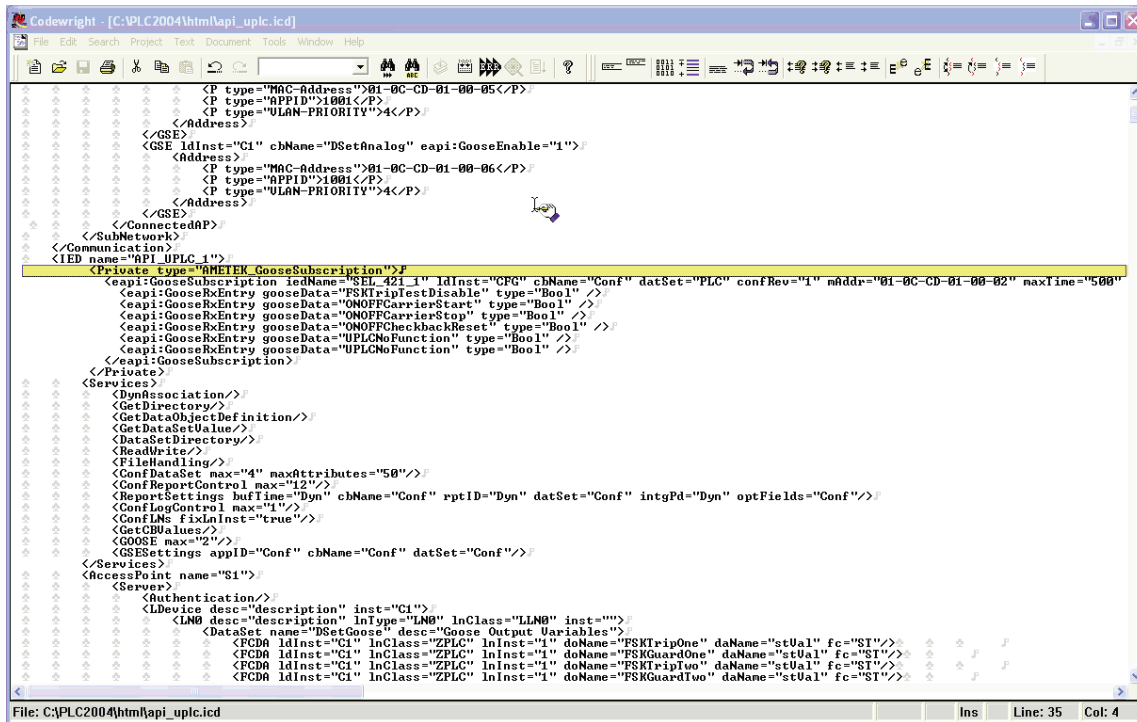 Codewright - [C:\PLC2004\html\api_uplc.icd]
File Edit Search Project Text Document Tools Window Help
<P type="MAC-Address">01-0C-CD-01-00-05</P>
<P type="APPID">1001</P>
<P type="VLAN-PRIORITY">4</P>
</Address>
</GSE>
<GSE ldInst="C1" cbName="DSetAnalog" eapi:GooseEnable="1">
<Address>
<P type="MAC-Address">01-0C-CD-01-00-06</P>
<P type="APPID">1001</P>
<P type="VLAN-PRIORITY">4</P>
</Address>
</GSE>
</ConnectedAP>
</SubNetwork>
</Communication>
<IED name="API_UPLC_1">
<Private type="AMETEK_GooseSubscription">
<eapi:GooseSubscription iedName="SEL_421_1" ldInst="CFG" cbName="Conf" datSet="PLC" confRev="1" mAddr="01-0C-CD-01-00-02" maxTime="500"
<eapi:GooseRxEntry gooseData="FSKTripTestDisable" type="Bool" />
<eapi:GooseRxEntry gooseData="ONOFFCarrierStart" type="Bool" />
<eapi:GooseRxEntry gooseData="ONOFFCarrierStop" type="Bool" />
<eapi:GooseRxEntry gooseData="ONOFFCheckbackReset" type="Bool" />
<eapi:GooseRxEntry gooseData="UPLCNoFunction" type="Bool" />
<eapi:GooseRxEntry gooseData="UPLCNoFunction" type="Bool" />
</eapi:GooseSubscription>
</Private>
<Services>
<DynAssociation/>
<GetDirectory/>
<GetDataObjectDefinition/>
<GetDataSetValue/>
<DataSetDirectory/>
<ReadWrite/>
<FileHandling/>
<ConfDataSet max="4" maxAttributes="50"/>
<ConfReportControl max="12"/>
<ReportSettings bufTime="Dyn" cbName="Conf" rptID="Dyn" datSet="Conf" intgPd="Dyn" optFields="Conf"/>
<ConfLogControl max="1"/>
<ConfLNs fixLnInst="true"/>
<GetCBValues/>
<GOOSE max="2"/>
<GSESettings appID="Conf" cbName="Conf" datSet="Conf"/>
</Services>
<AccessPoint name="S1">
<Server>
<Authentication/>
<LDevice desc="description" inst="C1">
<LN0 desc="description" lnType="LN0" lnClass="LLN0" inst="">
<DataSet name="DSetGoose" desc="Goose Output Variables">
<FCDA ldInst="C1" lnClass="ZPLC" lnInst="1" doName="FSKTripOne" daName="stVal" fc="ST"/>
<FCDA ldInst="C1" lnClass="ZPLC" lnInst="1" doName="FSKGuardOne" daName="stVal" fc="ST"/>
<FCDA ldInst="C1" lnClass="ZPLC" lnInst="1" doName="FSKTripTwo" daName="stVal" fc="ST"/>
<FCDA ldInst="C1" lnClass="ZPLC" lnInst="1" doName="FSKGuardTwo" daName="stVal" fc="ST"/>
File: C:\PLC2004\html\api_uplc.icd Ins Line: 35 Col: 4